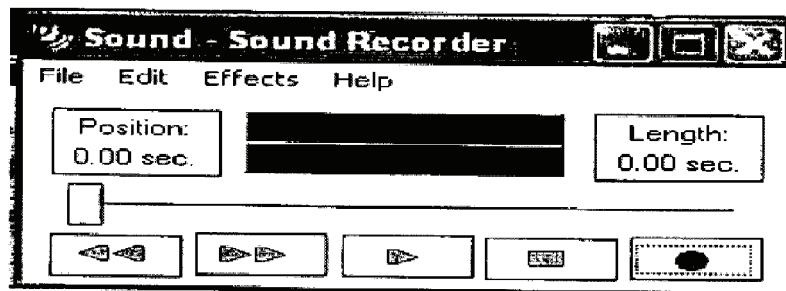 Sound - Sound Recorder
File Edit Effects Help
Position:
0.00 sec.
Length:
0.00 sec.